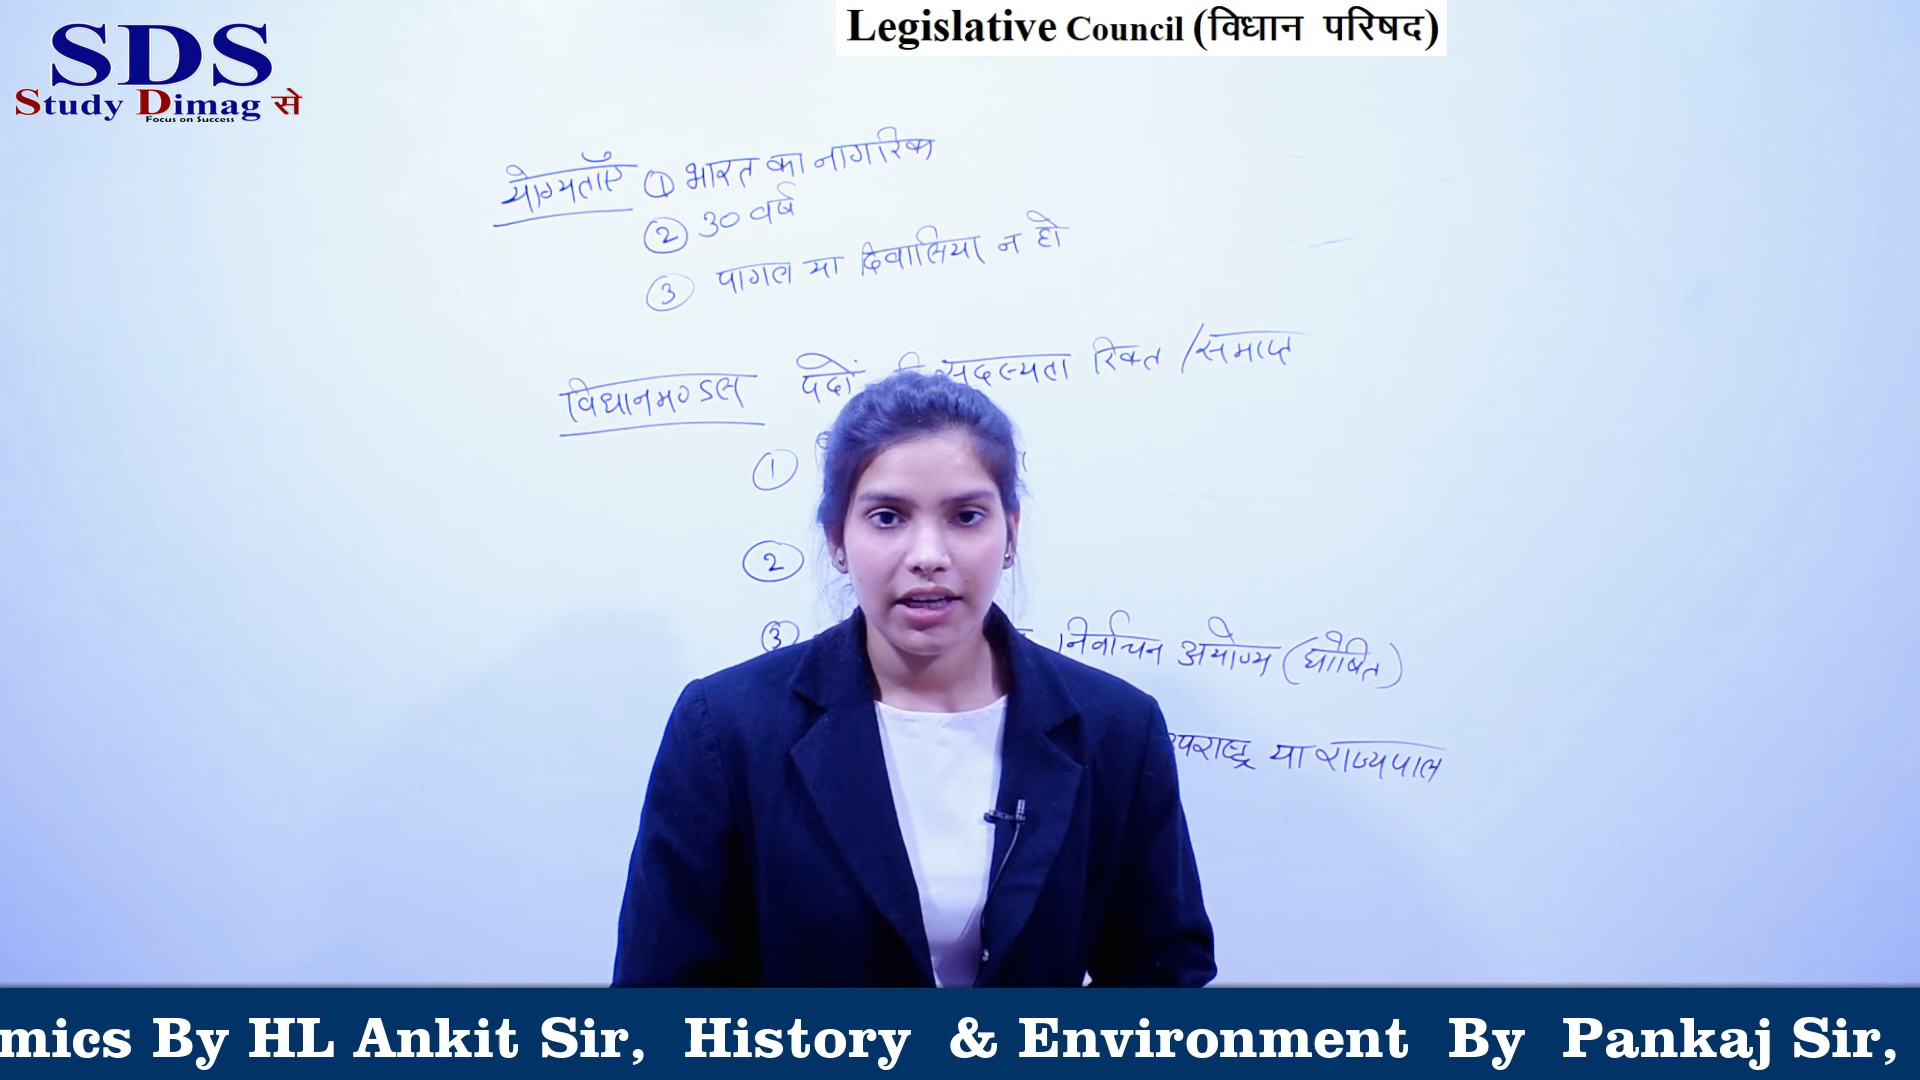 Legislative Council (विधान परिषद)
SDS
Study Dimag से
Focus on Success
योग्यताएँ ① भारत का नागरिक
② 30 वर्ष
③ पागल या दिवालिया न हो
विधानमण्डल पदों सदस्यता रिक्त / समाप्त
①
②
③ निर्वाचन अयोग्य (घोषित)
उपराष्ट्र या राज्यपाल
mics By HL Ankit Sir, History & Environment By Pankaj Sir,